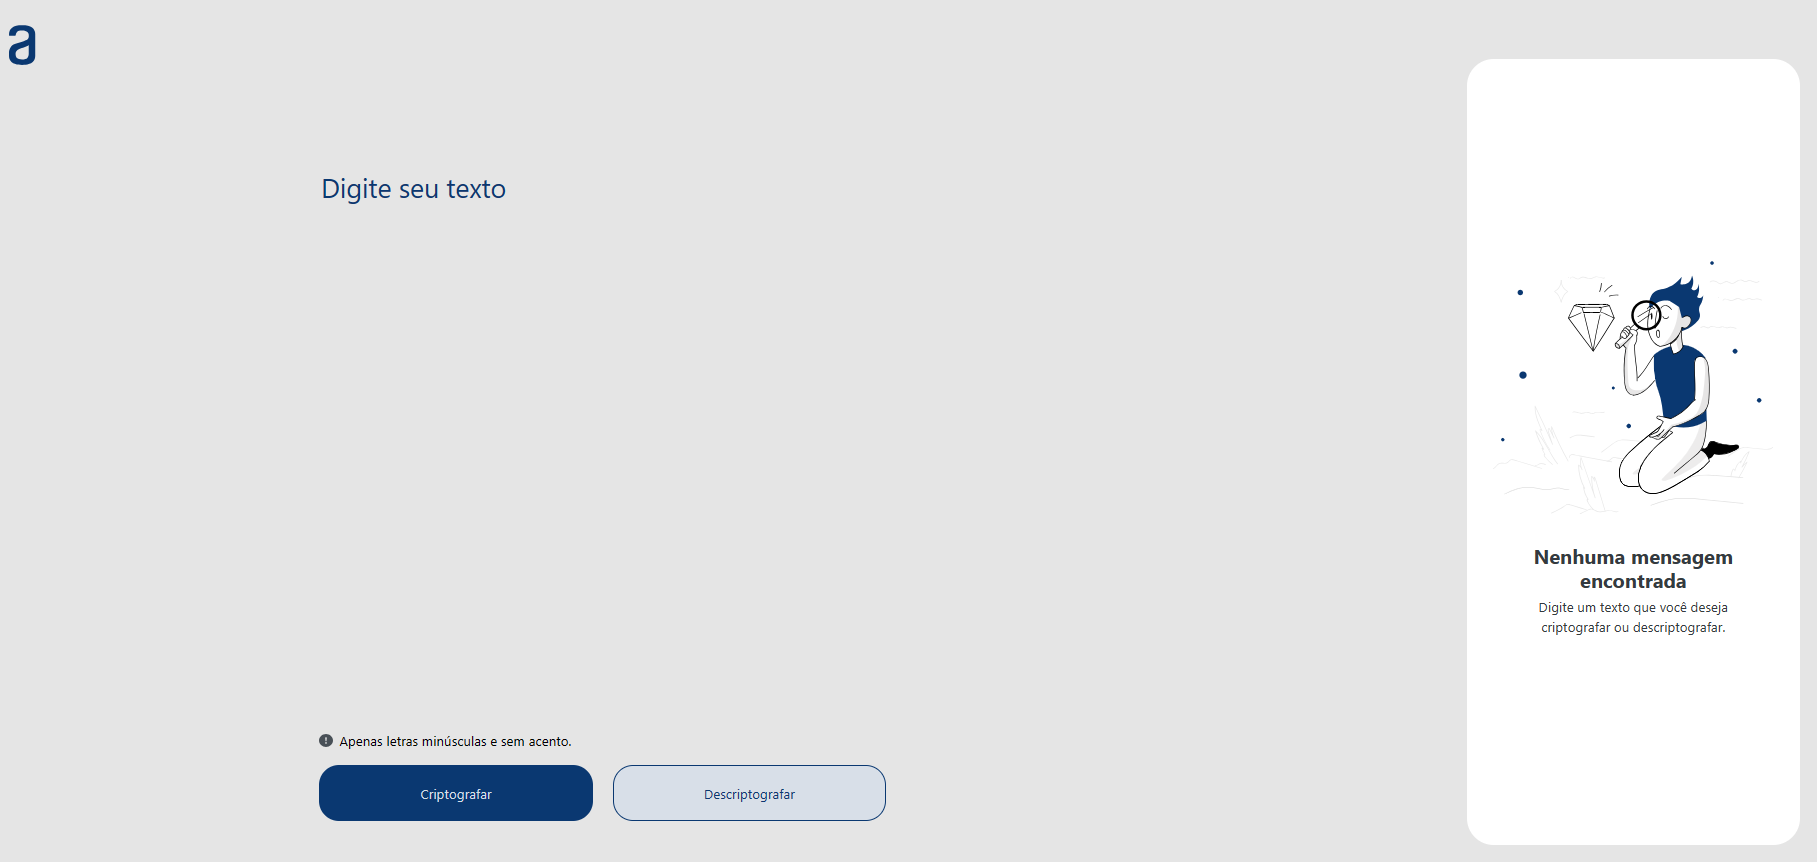 a
Digite seu texto
Apenas letras minúsculas e sem acento.
Criptografar
Descriptografar
Nenhuma mensagem
encontrada
Digite um texto que você deseja
criptografar ou descriptografar.